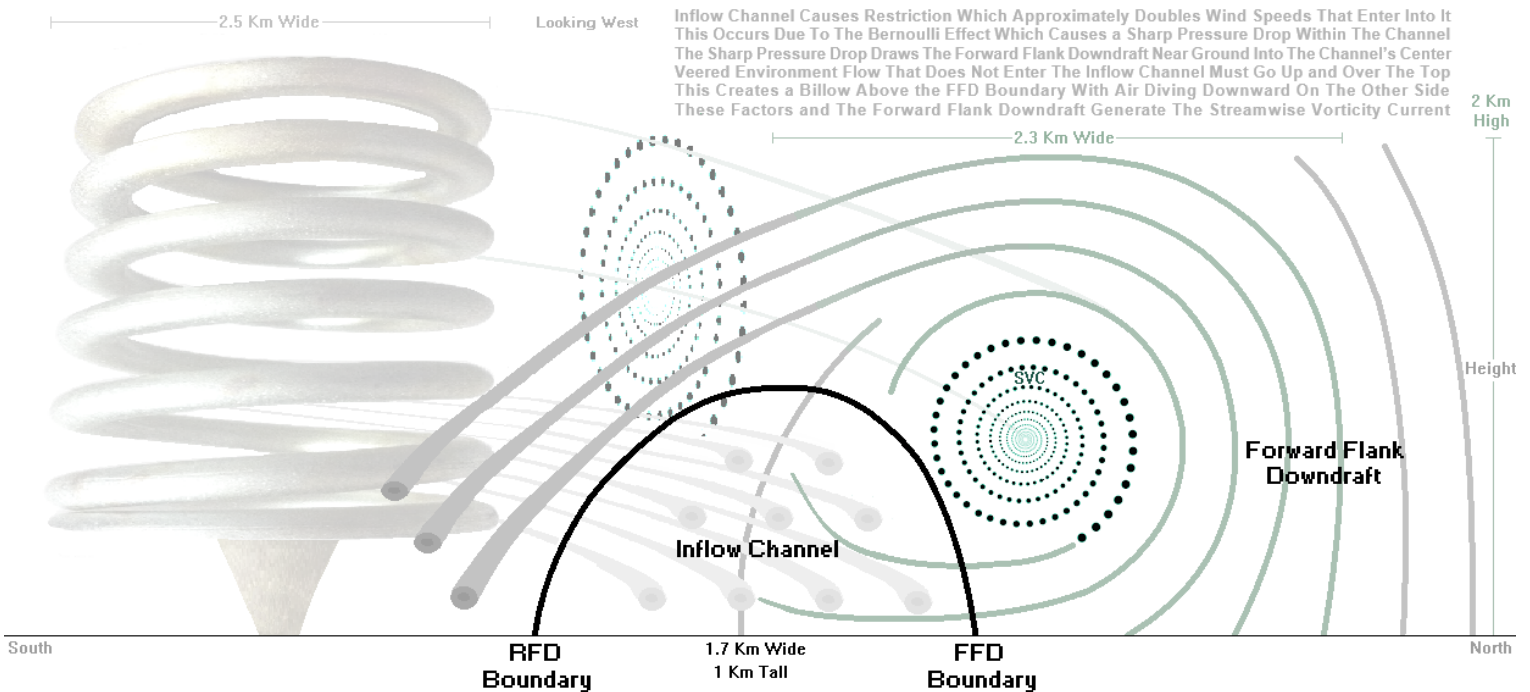 2.5 Km Wide
Looking West
Inflow Channel Causes Restriction Which Approximately Doubles Wind Speeds That Enter Into It
This Occurs Due To The Bernoulli Effect Which Causes a Sharp Pressure Drop Within The Channel
The Sharp Pressure Drop Draws The Forward Flank Downdraft Near Ground Into The Channel's Center
Veered Environment Flow That Does Not Enter The Inflow Channel Must Go Up and Over The Top
This Creates a Billow Above the FFD Boundary With Air Diving Downward On The Other Side
These Factors and The Forward Flank Downdraft Generate The Streamwise Vorticity Current
2 Km
High
2.3 Km Wide
Height
SVC
Forward Flank
Downdraft
Inflow Channel
South
RFD
Boundary
1.7 Km Wide
1 Km Tall
FFD
Boundary
North